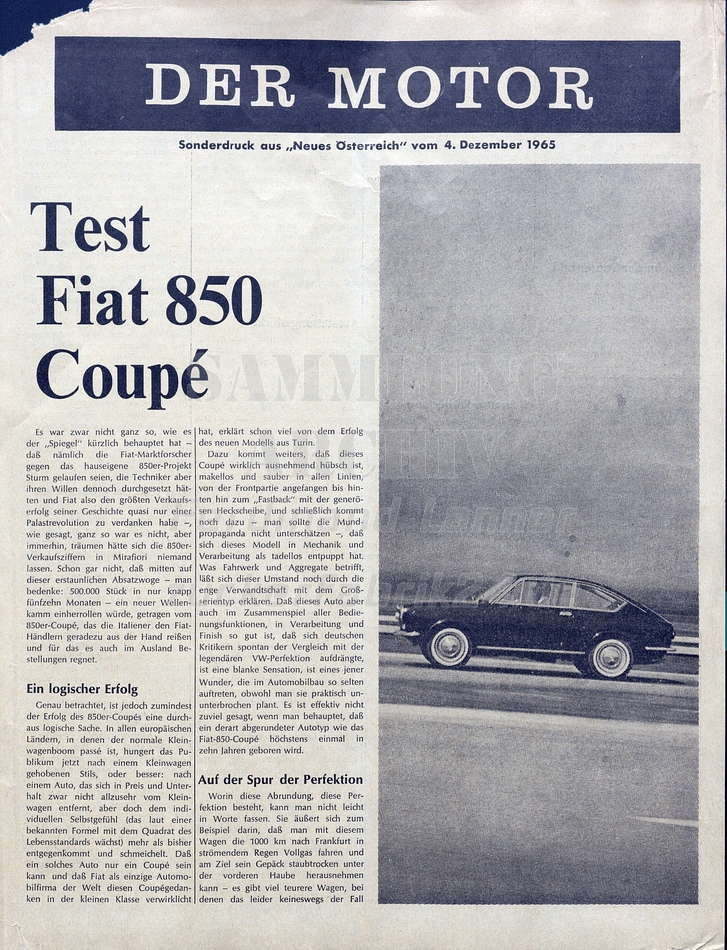 DER MOTOR
Sonderdruck aus „Neues Österreich" vom 4. Dezember 1965
Test
Fiat 850
Coupé
Es war zwar nicht ganz so, wie es
der „Spiegel" kürzlich behauptet hat –
daß nämlich die Fiat-Marktforscher
gegen das hauseigene 850er-Projekt
Sturm gelaufen seien, die Techniker aber
ihren Willen dennoch durchgesetzt hät-
ten und Fiat also den größten Verkaufs-
erfolg seiner Geschichte quasi nur einer
Palastrevolution zu verdanken habe –,
wie gesagt, ganz so war es nicht, aber
immerhin, träumen hätte sich die 850er-
Verkaufsziffern in Mirafiori niemand
lassen. Schon gar nicht, daß mitten auf
dieser erstaunlichen Absatzwoge – man
bedenke: 500.000 Stück in nur knapp
fünfzehn Monaten – ein neuer Wellen-
kamm einherrollen würde, getragen vom
850er-Coupé, das die Italiener den Fiat-
Händlern geradezu aus der Hand reißen
und für das es auch im Ausland Be-
stellungen regnet.
Ein logischer Erfolg
Genau betrachtet, ist jedoch zumindest
der Erfolg des 850er-Coupés eine durch-
aus logische Sache. In allen europäischen
Ländern, in denen der normale Klein-
wagenboom passé ist, hungert das Pu-
blikum jetzt nach einem Kleinwagen
gehobenen Stils, oder besser: nach
einem Auto, das sich in Preis und Unter-
halt zwar nicht allzusehr vom Klein-
wagen entfernt, aber doch dem indi-
viduellen Selbstgefühl (das laut einer
bekannten Formel mit dem Quadrat des
Lebensstandards wächst) mehr als bisher
entgegenkommt und schmeichelt. Daß
ein solches Auto nur ein Coupé sein
kann und daß Fiat als einzige Automo-
bilfirma der Welt diesen Coupégedan-
ken in der kleinen Klasse verwirklicht
hat, erklärt schon viel von dem Erfolg
des neuen Modells aus Turin.
Dazu kommt weiters, daß dieses
Coupé wirklich ausnehmend hübsch ist,
makellos und sauber in allen Linien,
von der Frontpartie angefangen bis hin-
ten hin zum „Fastback" mit der generö-
sen Heckscheibe, und schließlich kommt
noch dazu – man sollte die Mund-
propaganda nicht unterschätzen –, daß
sich dieses Modell in Mechanik und
Verarbeitung als tadellos entpuppt hat.
Was Fahrwerk und Aggregate betrifft,
läßt sich dieser Umstand noch durch die
enge Verwandtschaft mit dem Groß-
serientyp erklären. Daß dieses Auto aber
auch im Zusammenspiel aller Bedie-
nungsfunktionen, in Verarbeitung und
Finish so gut ist, daß sich deutschen
Kritikern spontan der Vergleich mit der
legendären VW-Perfektion aufdrängte,
ist eine blanke Sensation, ist eines jener
Wunder, die im Automobilbau so selten
auftreten, obwohl man sie praktisch un-
unterbrochen plant. Es ist effektiv nicht
zuviel gesagt, wenn man behauptet, daß
ein derart abgerundeter Autotyp wie das
Fiat-850-Coupé höchstens einmal in
zehn Jahren geboren wird.
Auf der Spur der Perfektion
Worin diese Abrundung, diese Per-
fektion besteht, kann man nicht leicht
in Worte fassen. Sie äußert sich zum
Beispiel darin, daß man mit diesem
Wagen die 1000 km nach Frankfurt in
strömendem Regen Vollgas fahren und
am Ziel sein Gepäck staubtrocken unter
der vorderen Haube herausnehmen
kann – es gibt viel teurere Wagen, bei
denen das leider keineswegs der Fall
SAMMLUNG